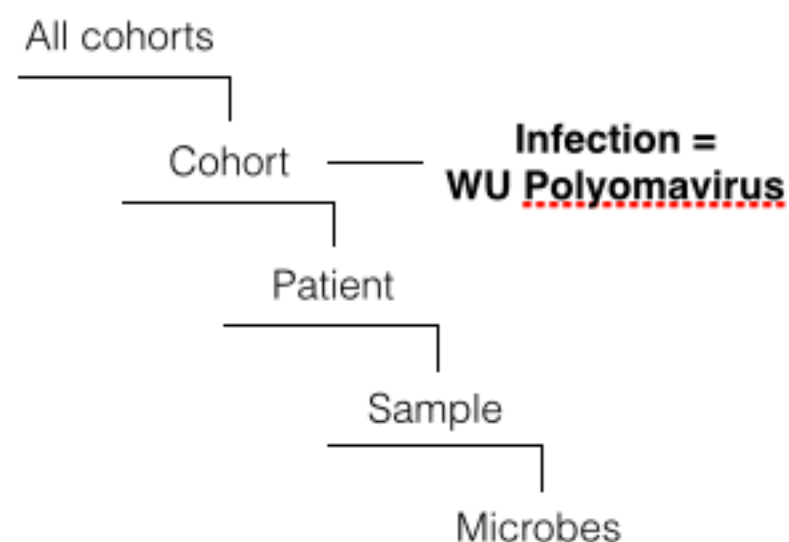 All cohorts
Cohort
Infection =
WU Polyomavirus
Patient
Sample
Microbes